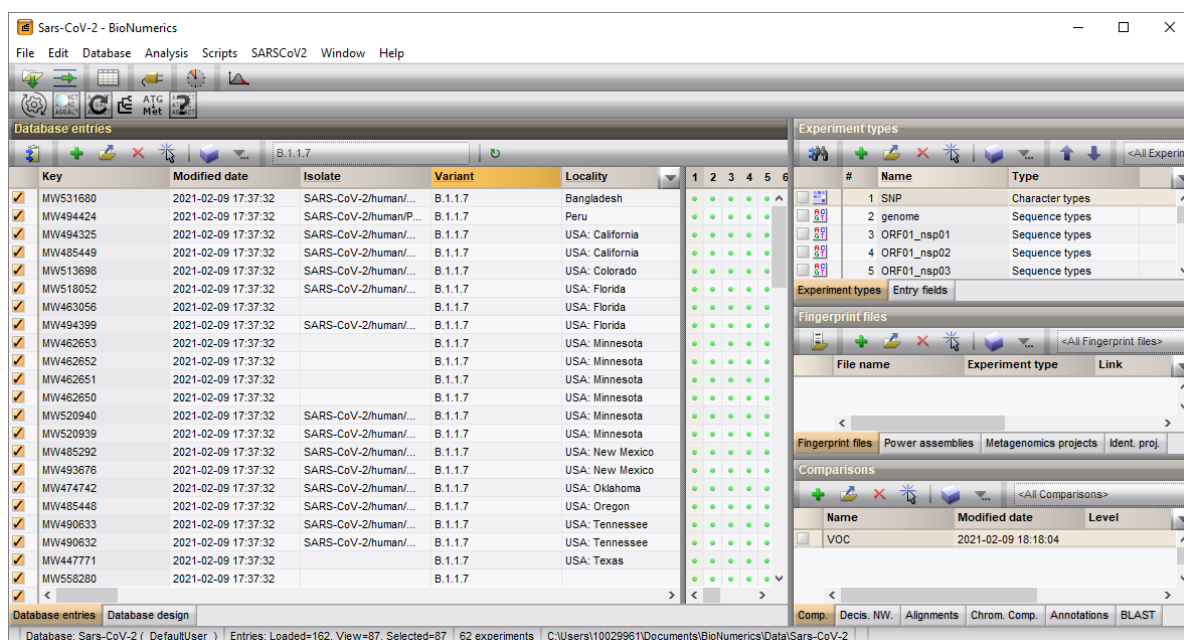 Sars-CoV-2 - BioNumerics
File Edit Database Analysis Scripts SARSCoV2 Window Help
ATG
Met
Database entries
B.1.1.7
Key Modified date Isolate Variant Locality 1 2 3 4 5 6
MW531680 2021-02-09 17:37:32 SARS-CoV-2/human/... B.1.1.7 Bangladesh
MW494424 2021-02-09 17:37:32 SARS-CoV-2/human/P... B.1.1.7 Peru
MW494325 2021-02-09 17:37:32 SARS-CoV-2/human/... B.1.1.7 USA: California
MW485449 2021-02-09 17:37:32 SARS-CoV-2/human/... B.1.1.7 USA: California
MW513698 2021-02-09 17:37:32 SARS-CoV-2/human/... B.1.1.7 USA: Colorado
MW518052 2021-02-09 17:37:32 SARS-CoV-2/human/... B.1.1.7 USA: Florida
MW463056 2021-02-09 17:37:32 B.1.1.7 USA: Florida
MW494399 2021-02-09 17:37:32 SARS-CoV-2/human/... B.1.1.7 USA: Florida
MW462653 2021-02-09 17:37:32 B.1.1.7 USA: Minnesota
MW462652 2021-02-09 17:37:32 B.1.1.7 USA: Minnesota
MW462651 2021-02-09 17:37:32 B.1.1.7 USA: Minnesota
MW462650 2021-02-09 17:37:32 B.1.1.7 USA: Minnesota
MW520940 2021-02-09 17:37:32 SARS-CoV-2/human/... B.1.1.7 USA: Minnesota
MW520939 2021-02-09 17:37:32 SARS-CoV-2/human/... B.1.1.7 USA: Minnesota
MW485292 2021-02-09 17:37:32 SARS-CoV-2/human/... B.1.1.7 USA: New Mexico
MW493676 2021-02-09 17:37:32 SARS-CoV-2/human/... B.1.1.7 USA: New Mexico
MW474742 2021-02-09 17:37:32 SARS-CoV-2/human/... B.1.1.7 USA: Oklahoma
MW485448 2021-02-09 17:37:32 SARS-CoV-2/human/... B.1.1.7 USA: Oregon
MW490633 2021-02-09 17:37:32 SARS-CoV-2/human/... B.1.1.7 USA: Tennessee
MW490632 2021-02-09 17:37:32 SARS-CoV-2/human/... B.1.1.7 USA: Tennessee
MW447771 2021-02-09 17:37:32 B.1.1.7 USA: Texas
MW558280 2021-02-09 17:37:32 B.1.1.7
Database entries Database design
Experiment types
<All Experin
# Name Type
1 SNP Character types
2 genome Sequence types
3 ORF01_nsp01 Sequence types
4 ORF01_nsp02 Sequence types
5 ORF01_nsp03 Sequence types
Experiment types Entry fields
Fingerprint files
<All Fingerprint files>
File name Experiment type Link
Fingerprint files Power assemblies Metagenomics projects Ident. proj.
Comparisons
<All Comparisons>
Name Modified date Level
VOC 2021-02-09 18:18:04
Comp. Decis. NW. Alignments Chrom. Comp. Annotations BLAST
Database: Sars-CoV-2 (_DefaultUser_) Entries: Loaded=162, View=87, Selected=87 62 experiments C:\Users\10029961\Documents\BioNumerics\Data\Sars-CoV-2